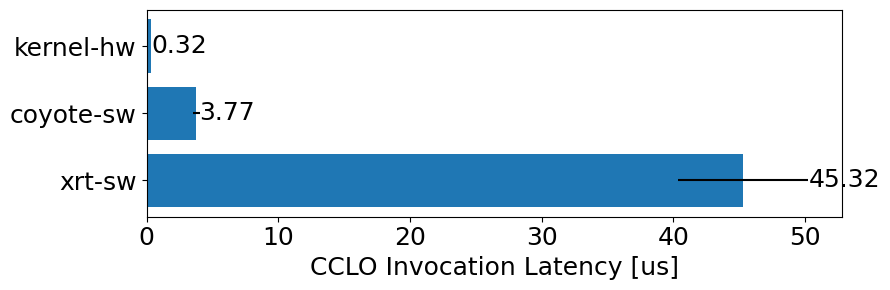 kernel-hw
0.32
coyote-sw
3.77
xrt-sw
45.32
0 10 20 30 40 50
CCLO Invocation Latency [us]